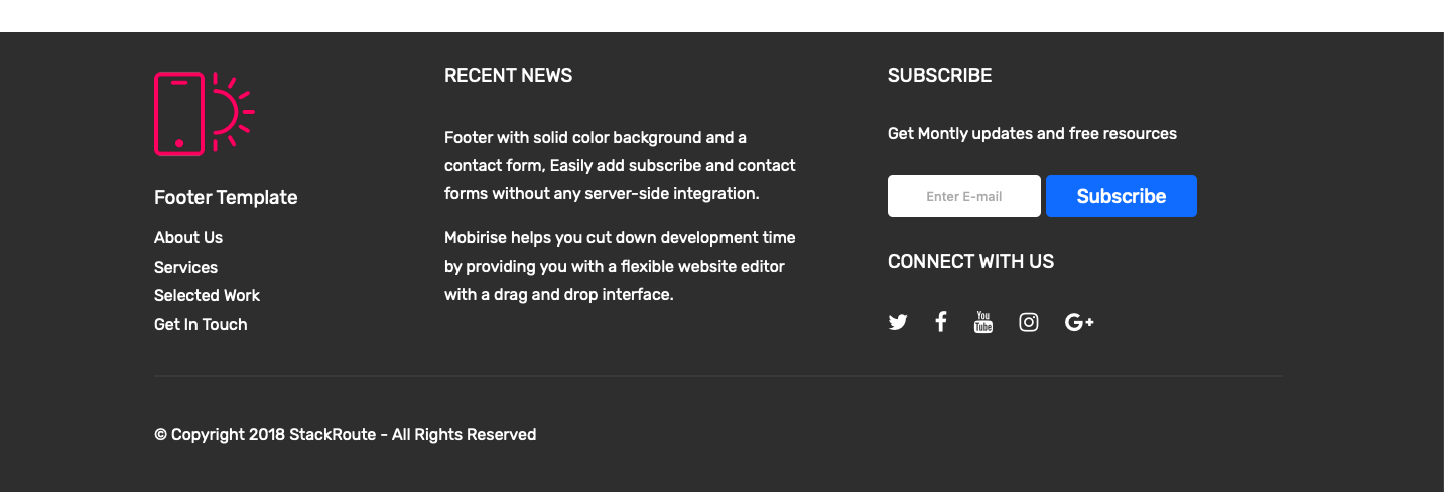 Footer Template
About Us
Services
Selected Work
Get In Touch
RECENT NEWS
Footer with solid color background and a
contact form, Easily add subscribe and contact
forms without any server-side integration.
Mobirise helps you cut down development time
by providing you with a flexible website editor
with a drag and drop interface.
SUBSCRIBE
Get Montly updates and free resources
Enter E-mail
Subscribe
CONNECT WITH US
You
Tube
G+
© Copyright 2018 StackRoute - All Rights Reserved